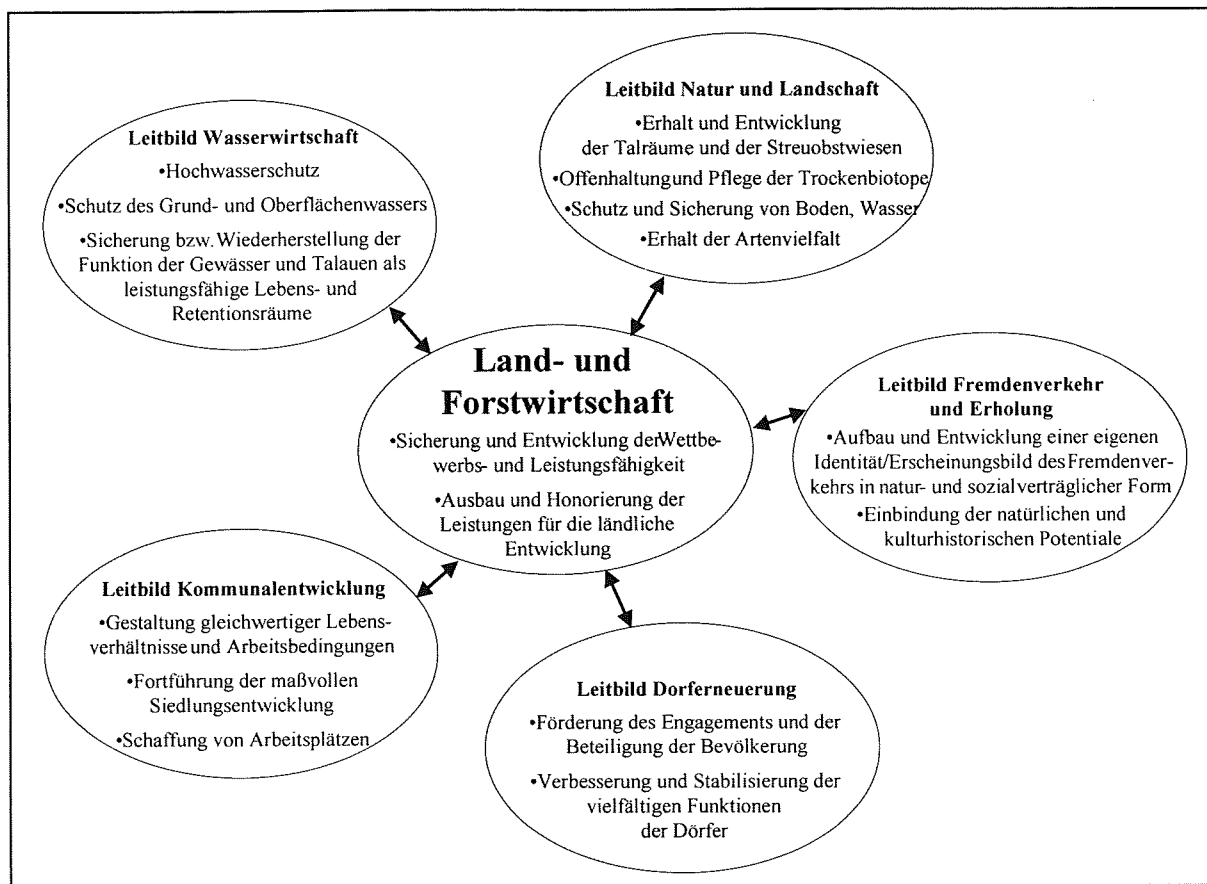 Leitbild Natur und Landschaft
•Erhalt und Entwicklung
der Talräume und der Streuobstwiesen
•Offenhaltungund Pflege der Trockenbiotope
•Schutz und Sicherung von Boden, Wasser
•Erhalt der Artenvielfalt
Leitbild Wasserwirtschaft
•Hochwasserschutz
•Schutz des Grund- und Oberflächenwassers
•Sicherung bzw. Wiederherstellung der
Funktion der Gewässer und Talauen als
leistungsfähige Lebens- und
Retentionsräume
Land- und
Forstwirtschaft
•Sicherung und Entwicklung derWettbe-
werbs- und Leistungsfähigkeit
•Ausbau und Honorierung der
Leistungen für die ländliche
Entwicklung
Leitbild Fremdenverkehr
und Erholung
•Aufbau und Entwicklung einer eigenen
Identität/Erscheinungsbild des Fremdenver-
kehrs in natur- und sozialverträglicher Form
•Einbindung der natürlichen und
kulturhistorischen Potentiale
Leitbild Kommunalentwicklung
•Gestaltung gleichwertiger Lebens-
verhältnisse und Arbeitsbedingungen
•Fortführung der maßvollen
Siedlungsentwicklung
•Schaffung von Arbeitsplätzen
Leitbild Dorferneuerung
•Förderung des Engagements und der
Beteiligung der Bevölkerung
•Verbesserung und Stabilisierung der
vielfältigen Funktionen
der Dörfer